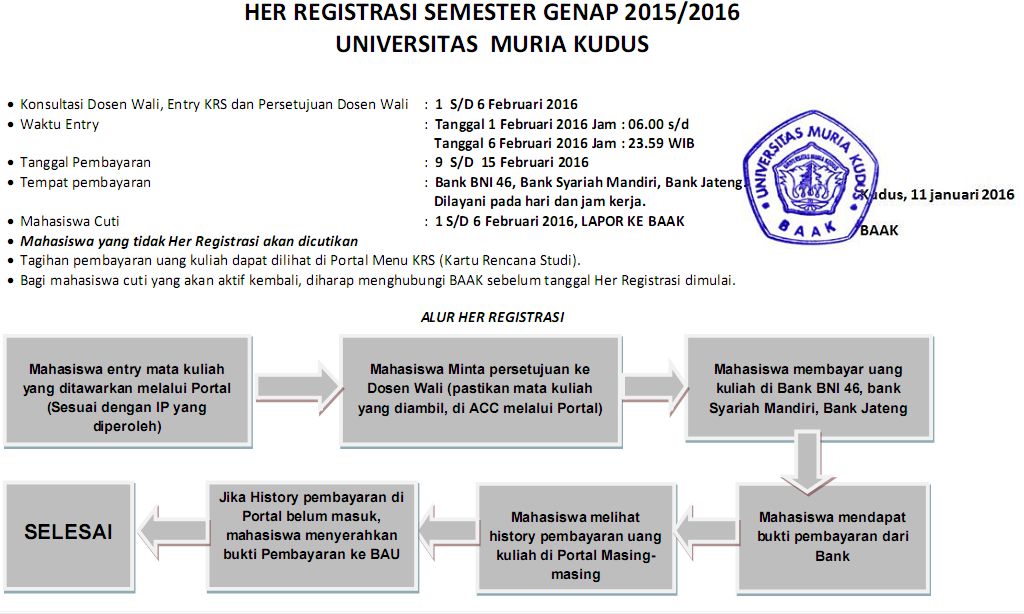 HER REGISTRASI SEMESTER GENAP 2015/2016
UNIVERSITAS MURIA KUDUS
• Konsultasi Dosen Wali, Entry KRS dan Persetujuan Dosen Wali : 1 S/D 6 Februari 2016
• Waktu Entry : Tanggal 1 Februari 2016 Jam : 06.00 s/d
Tanggal 6 Februari 2016 Jam : 23.59 WIB
• Tanggal Pembayaran : 9 S/D 15 Februari 2016
• Tempat pembayaran : Bank BNI 46, Bank Syariah Mandiri, Bank Jateng.
Dilayani pada hari dan jam kerja.
• Mahasiswa Cuti : 1 S/D 6 Februari 2016, LAPOR KE BAAK
• Mahasiswa yang tidak Her Registrasi akan dicutikan
• Tagihan pembayaran uang kuliah dapat dilihat di Portal Menu KRS (Kartu Rencana Studi).
• Bagi mahasiswa cuti yang akan aktif kembali, diharap menghubungi BAAK sebelum tanggal Her Registrasi dimulai.
UNIVERSITAS MURIA KUDUS
BAAK
Kudus, 11 januari 2016
BAAK
ALUR HER REGISTRASI
Mahasiswa entry mata kuliah
yang ditawarkan melalui Portal
(Sesuai dengan IP yang
diperoleh)
Mahasiswa Minta persetujuan ke
Dosen Wali (pastikan mata kuliah
yang diambil, di ACC melalui Portal)
Mahasiswa membayar uang
kuliah di Bank BNI 46, bank
Syariah Mandiri, Bank Jateng
Mahasiswa mendapat
bukti pembayaran dari
Bank
Mahasiswa melihat
history pembayaran uang
kuliah di Portal Masing-
masing
Jika History pembayaran di
Portal belum masuk,
mahasiswa menyerahkan
bukti Pembayaran ke BAU
SELESAI